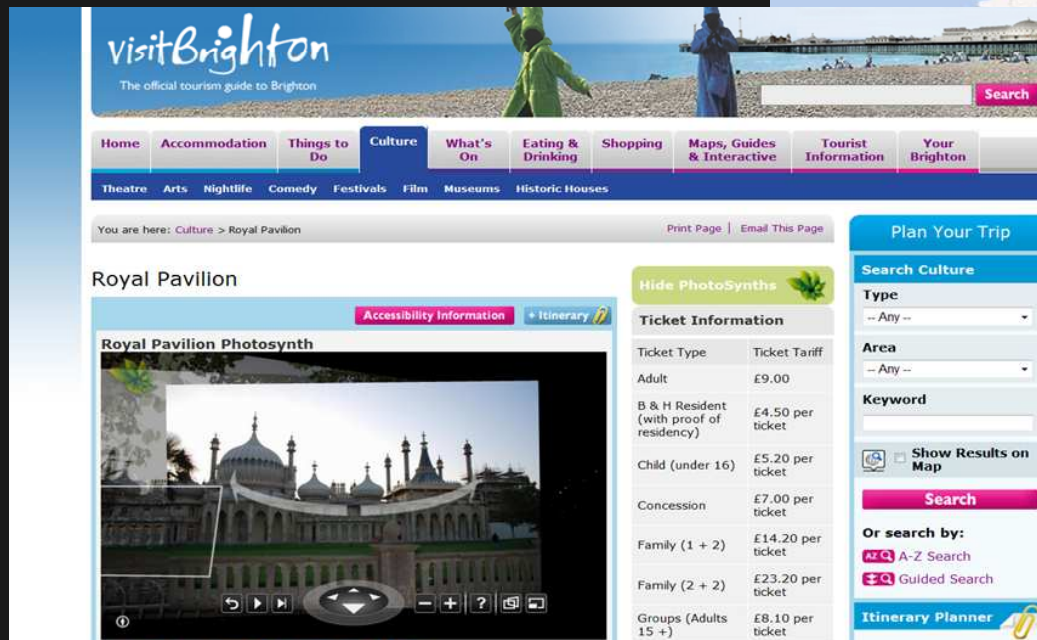 visitBrighton
The official tourism guide to Brighton
Search
Home Accommodation Things to Do Culture What's On Eating & Drinking Shopping Maps, Guides & Interactive Tourist Information Your Brighton
Theatre Arts Nightlife Comedy Festivals Film Museums Historic Houses
You are here: Culture > Royal Pavilion
Print Page | Email This Page
Royal Pavilion
Accessibility Information + Itinerary
Royal Pavilion Photosynth
?
Hide PhotoSynths
Ticket Information
Ticket Type Ticket Tariff
Adult £9.00
B & H Resident (with proof of residency) £4.50 per ticket
Child (under 16) £5.20 per ticket
Concession £7.00 per ticket
Family (1 + 2) £14.20 per ticket
Family (2 + 2) £23.20 per ticket
Groups (Adults 15 +) £8.10 per ticket
Plan Your Trip
Search Culture
Type
-- Any --
Area
-- Any --
Keyword
Show Results on Map
Search
Or search by:
AZ A-Z Search
Guided Search
Itinerary Planner